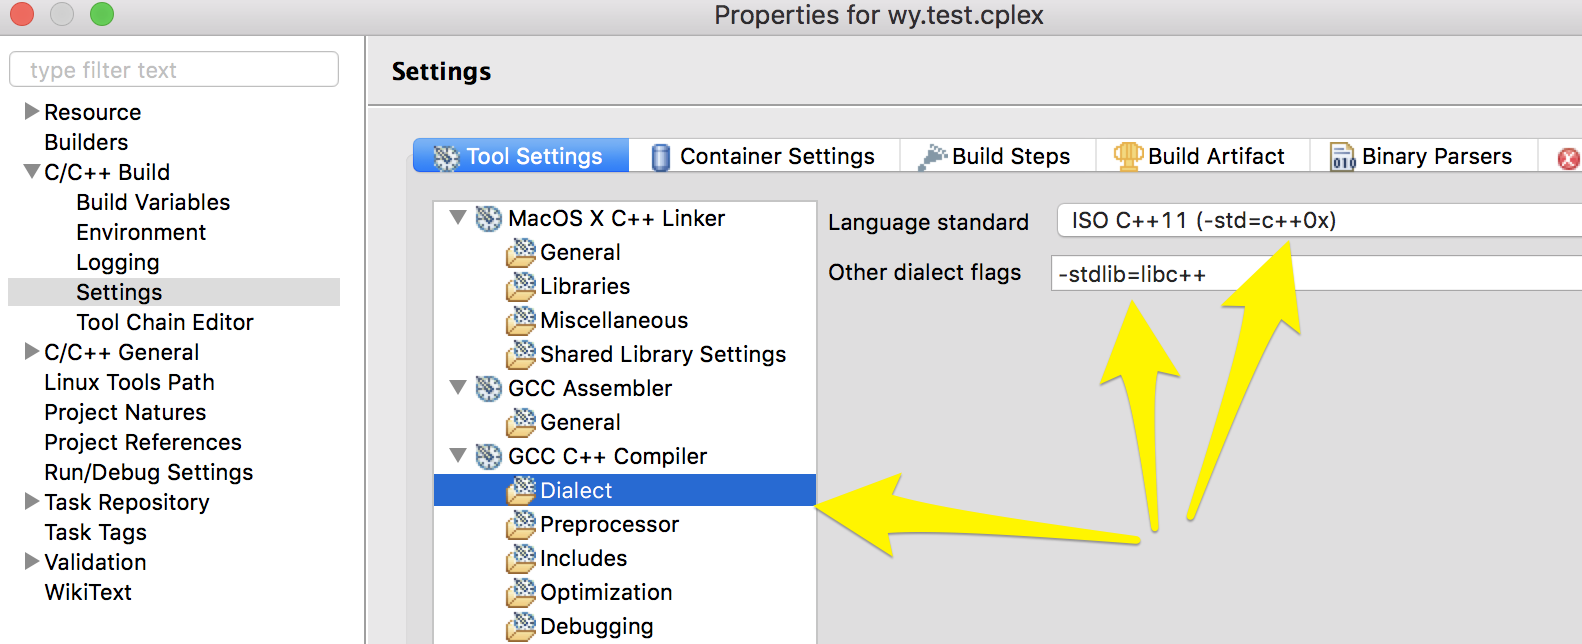 Properties for wy.test.cplex
type filter text
Resource
Builders
C/C++ Build
Build Variables
Environment
Logging
Settings
Tool Chain Editor
C/C++ General
Linux Tools Path
Project Natures
Project References
Run/Debug Settings
Task Repository
Task Tags
Validation
WikiText
Settings
Tool Settings
Container Settings
Build Steps
Build Artifact
010 Binary Parsers
MacOS X C++ Linker
General
Libraries
Miscellaneous
Shared Library Settings
GCC Assembler
General
GCC C++ Compiler
Dialect
Preprocessor
Includes
Optimization
Debugging
Language standard ISO C++11 (-std=c++0x)
Other dialect flags -stdlib=libc++